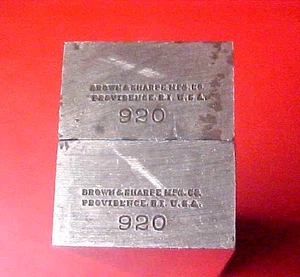 BROWN & SHARPE MFG. CO.
PROVIDENCE. R.I. U.S.A.
920
BROWN & SHARPE MFG. CO.
PROVIDENCE. R.I. U.S.A.
920